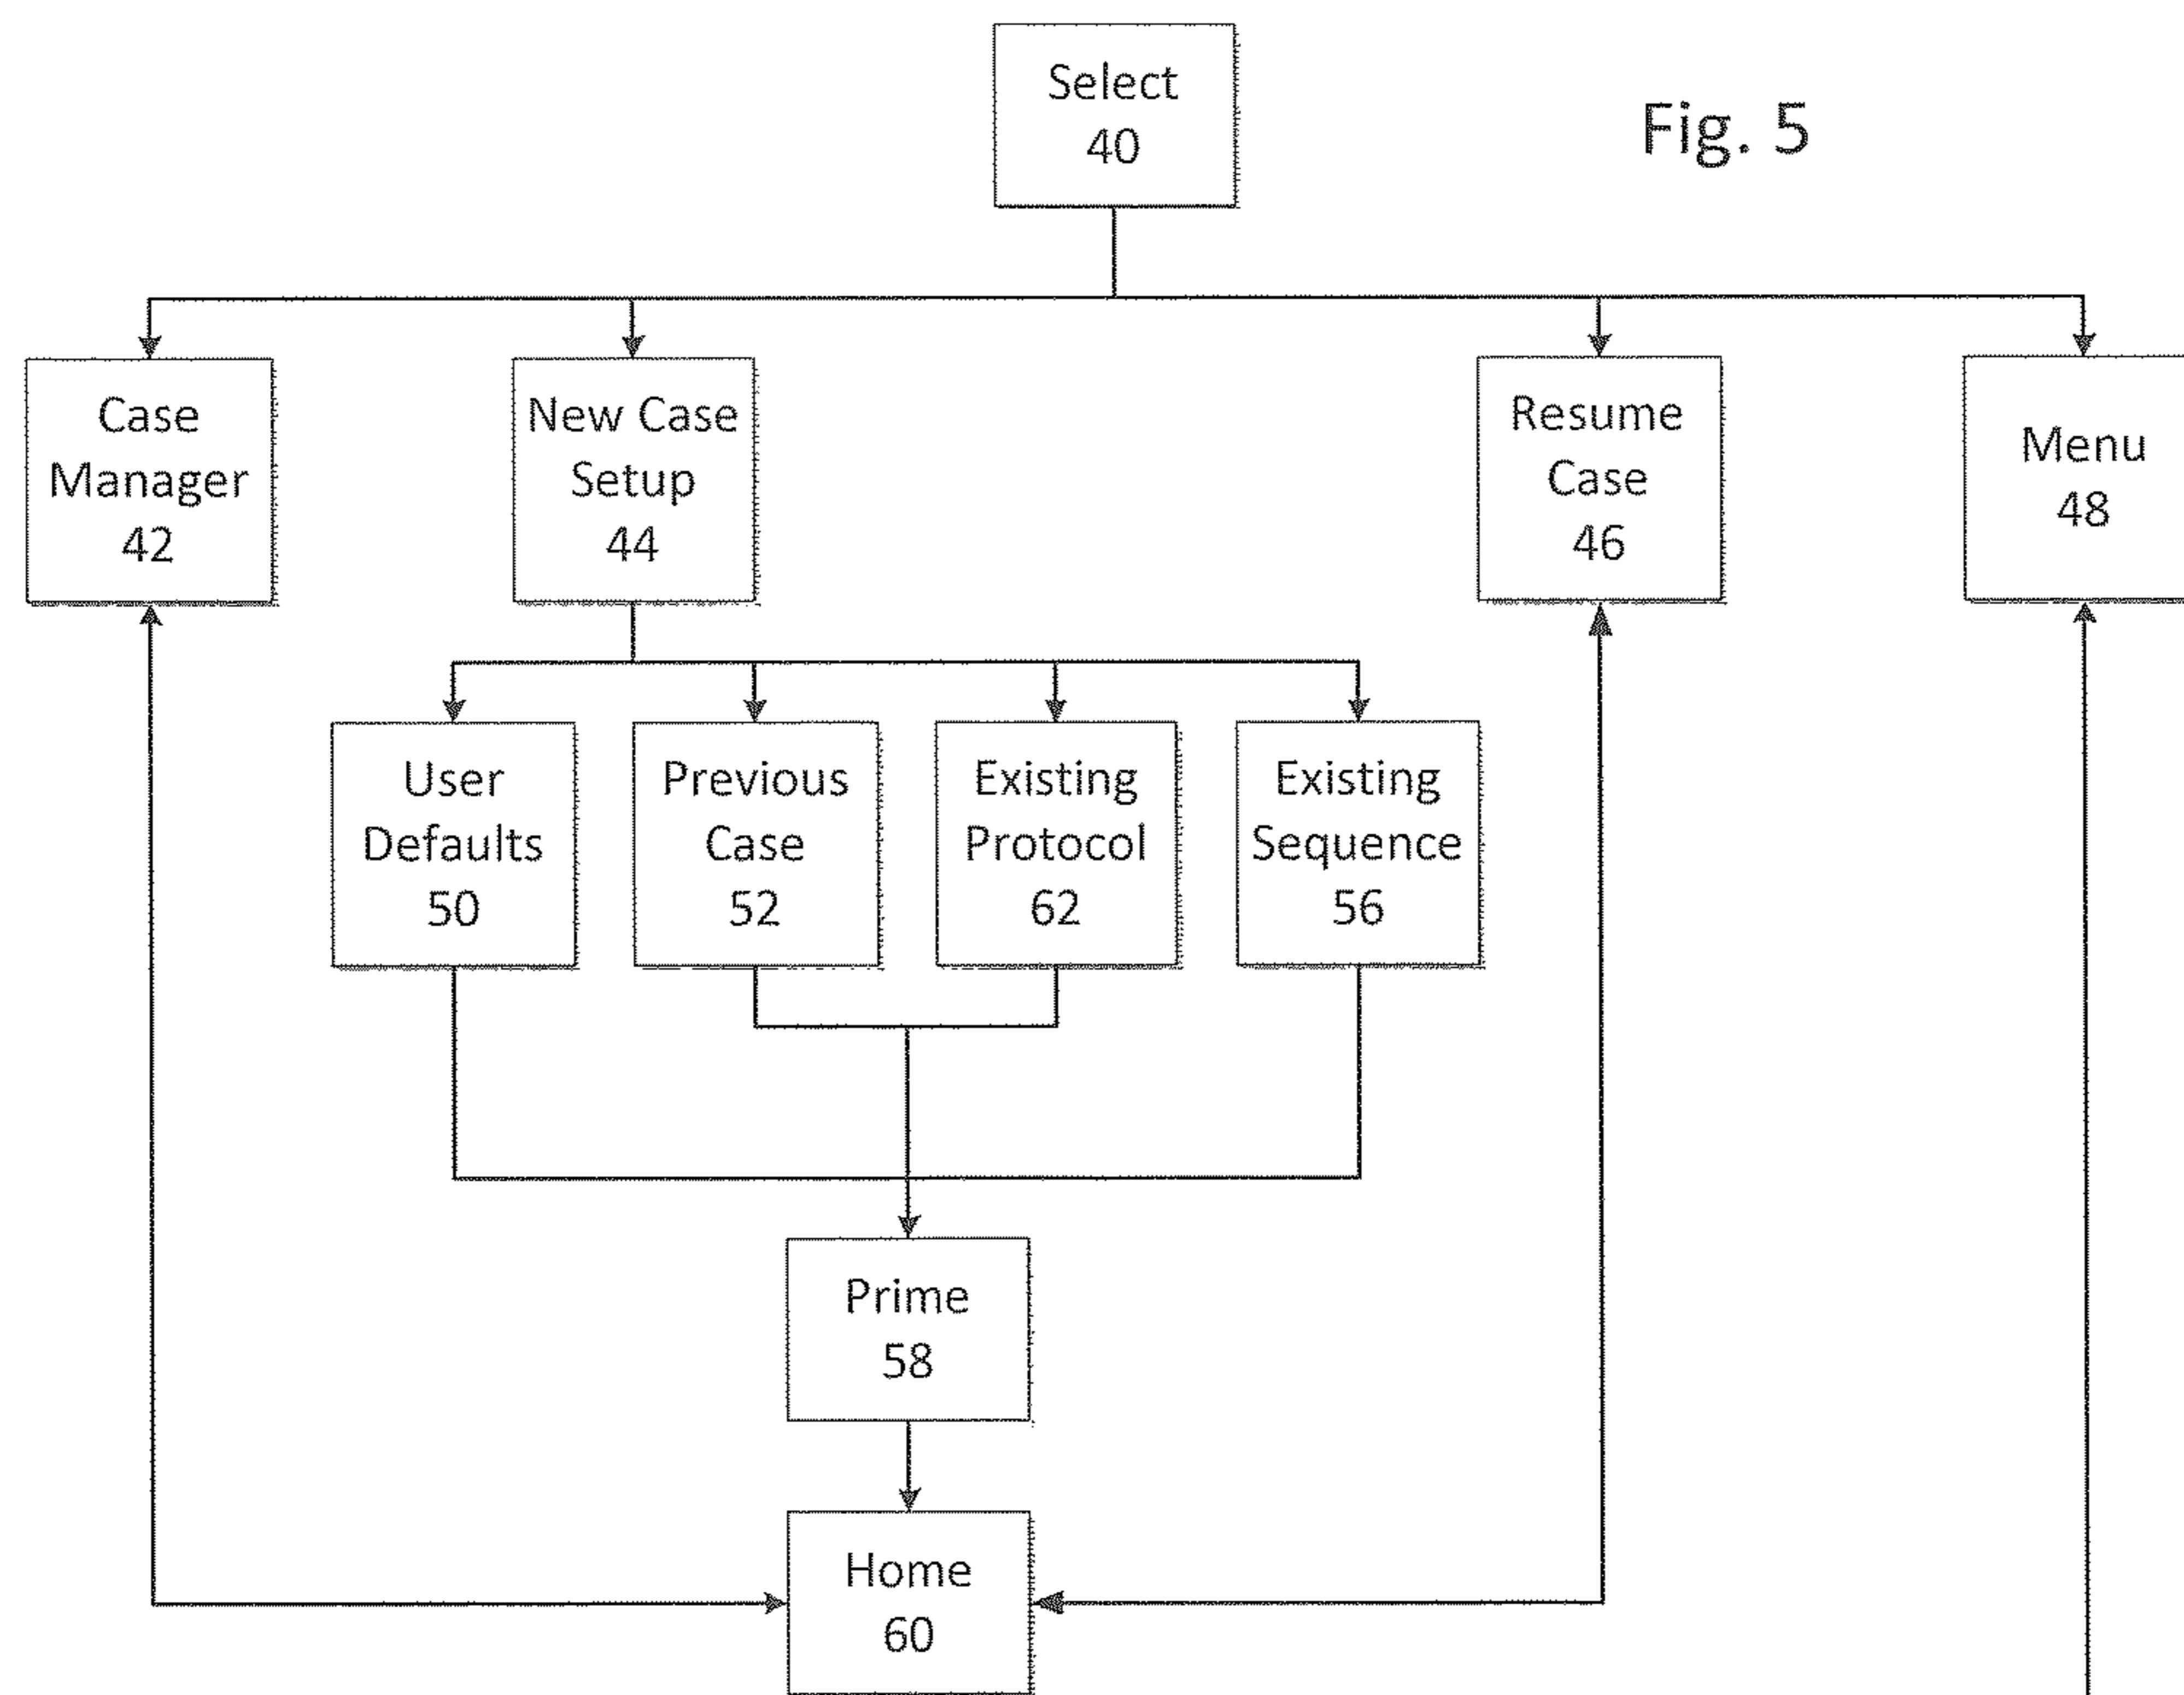 Select
40
Fig. 5
Case
Manager
42
New Case
Setup
44
Resume
Case
46
Menu
48
User
Defaults
50
Previous
Case
52
Existing
Protocol
62
Existing
Sequence
56
Prime
58
Home
60